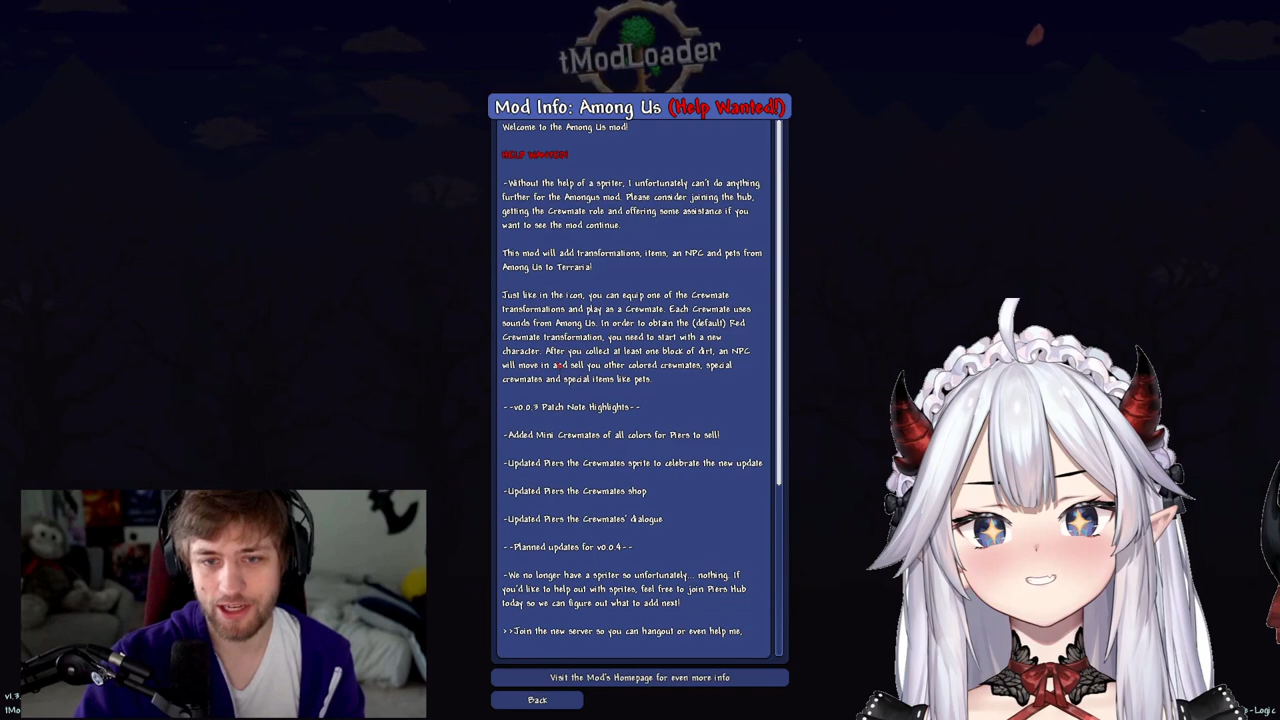 tModLoader
Mod Info: Among Us (Help Wanted!)
Welcome to the Among Us mod!
HELP WANTED!
-Without the help of a spriter, I unfortunately can't do anything
further for the Amongus mod. Please consider joining the hub,
getting the Crewmate role and offering some assistance if you
want to see the mod continue.
This mod will add transformations, items, an NPC and pets from
Among Us to Terraria!
Just like in the icon, you can equip one of the Crewmate
transformations and play as a Crewmate. Each Crewmate uses
sounds from Among Us. In order to obtain the (default) Red
Crewmate transformation, you need to start with a new
character. After you collect at least one block of dirt, an NPC
will move in and sell you other colored crewmates, special
crewmates and special items like pets.
--v0.0.3 Patch Note Highlights--
-Added Mini Crewmates of all colors for Piers to sell!
-Updated Piers the Crewmates sprite to celebrate the new update
-Updated Piers the Crewmates shop
-Updated Piers the Crewmates' dialogue
--Planned updates for v0.0.4--
-We no longer have a spriter so unfortunately... nothing. If
you'd like to help out with sprites, feel free to join Piers Hub
today so we can figure out what to add next!
>>Join the new server so you can hangout or even help me,
Visit the Mod's Homepage for even more info
Back
v1.3
tMo
e-Logic